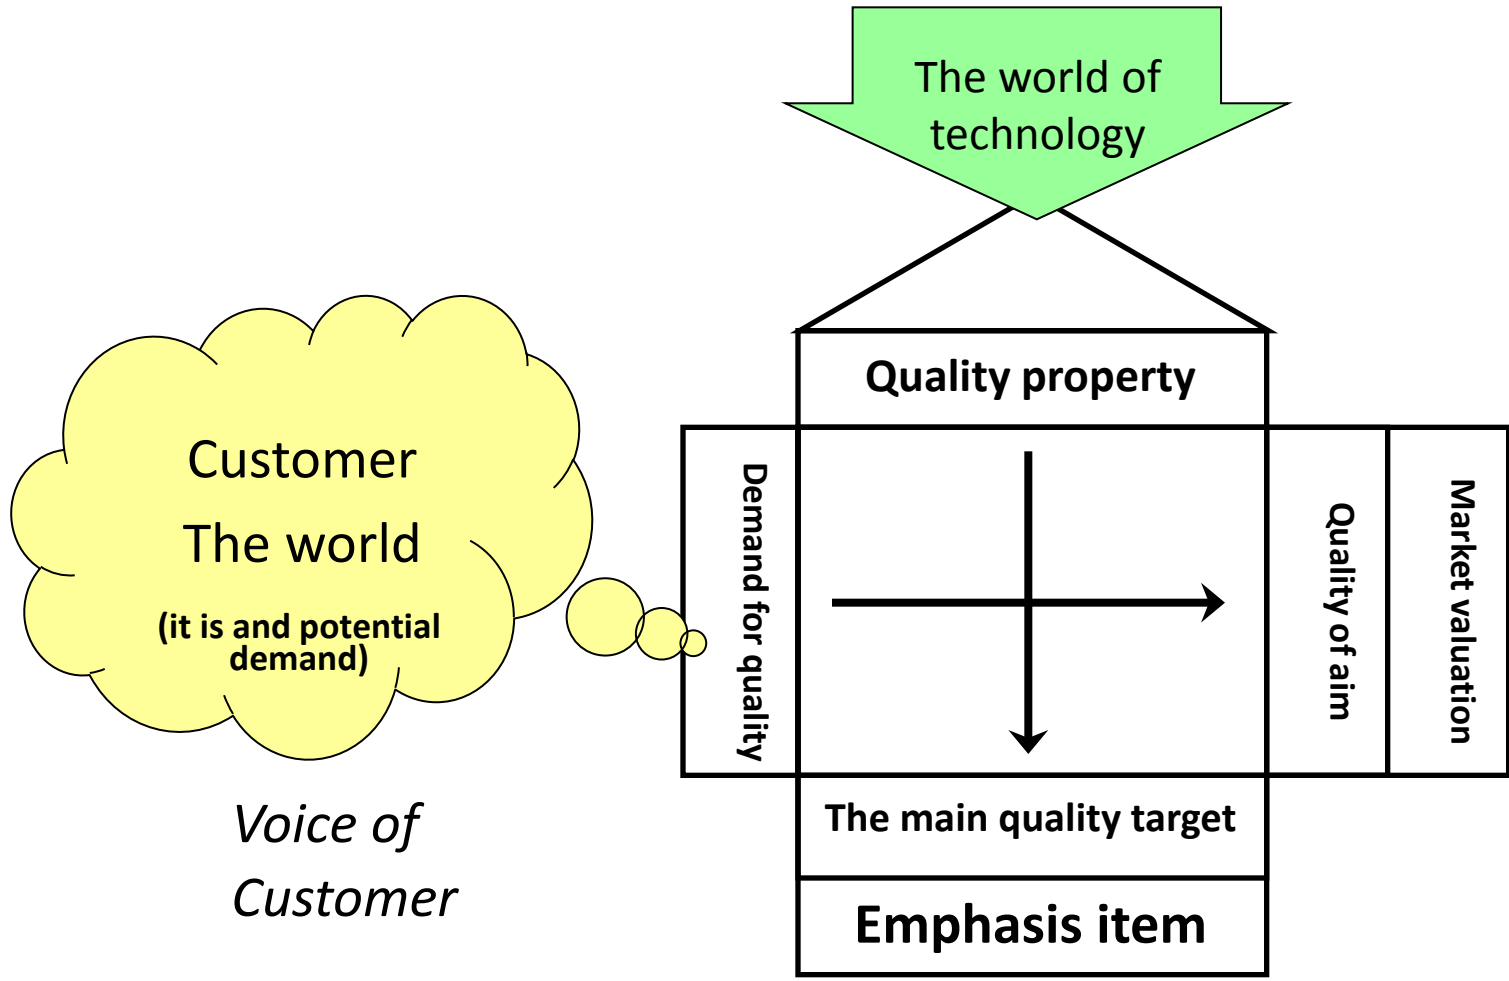 The world of
technology
Quality property
Customer
The world
(it is and potential
demand)
Demand for quality
Quality of aim
Market valuation
Voice of
Customer
The main quality target
Emphasis item